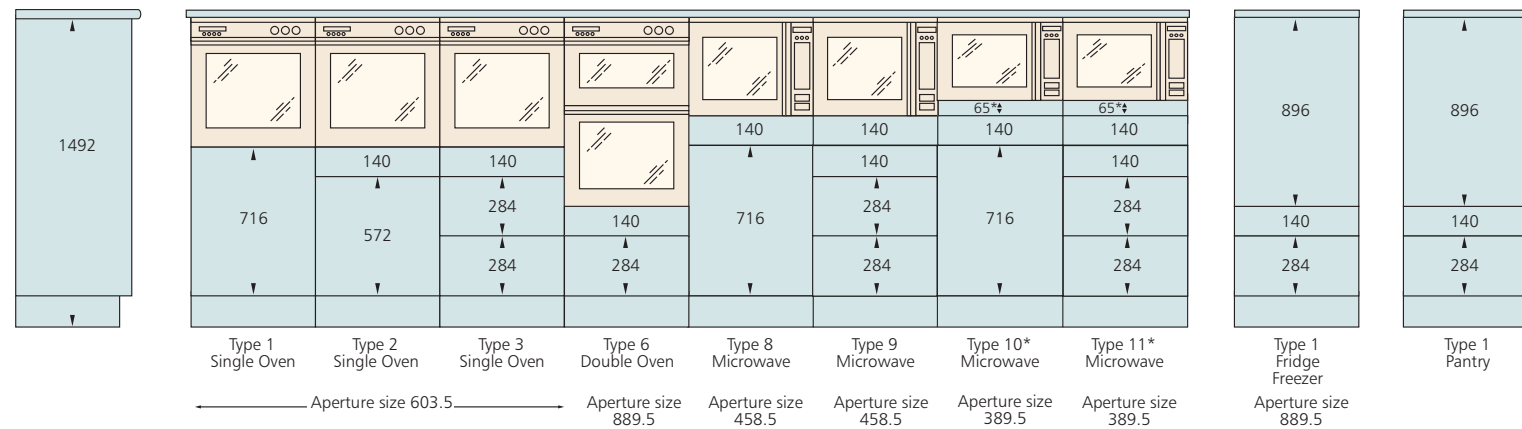 1492
716
Type 1
Single Oven
140
572
Type 2
Single Oven
140
284
284
Type 3
Single Oven
Aperture size 603.5
140
284
Type 6
Double Oven
Aperture size
889.5
140
716
Type 8
Microwave
Aperture size
458.5
140
140
284
284
Type 9
Microwave
Aperture size
458.5
65*
140
716
Type 10*
Microwave
Aperture size
389.5
65*
140
140
284
284
Type 11*
Microwave
Aperture size
389.5
896
140
284
Type 1
Fridge
Freezer
Aperture size
889.5
896
140
284
Type 1
Pantry